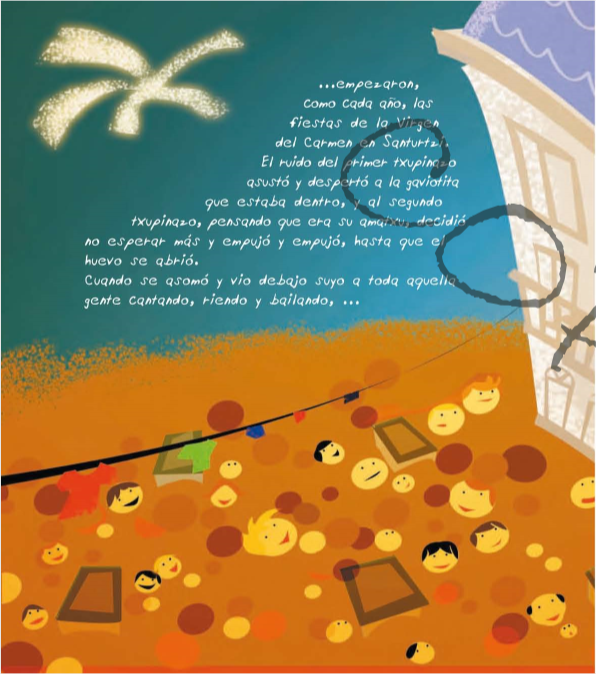 ...empezaron,
como cada año, las
fiestas de la Virgen
del Carmen en Santurtzi.
El ruido del primer txupinazo
asustó y despertó a la gaviotita
que estaba dentro, y al segundo
txupinazo, pensando que era su amatxu, decidió
no esperar más y empujó y empujó, hasta que el
huevo se abrió.
Cuando se asomó y vio debajo suyo a toda aquella
gente cantando, riendo y bailando, ...